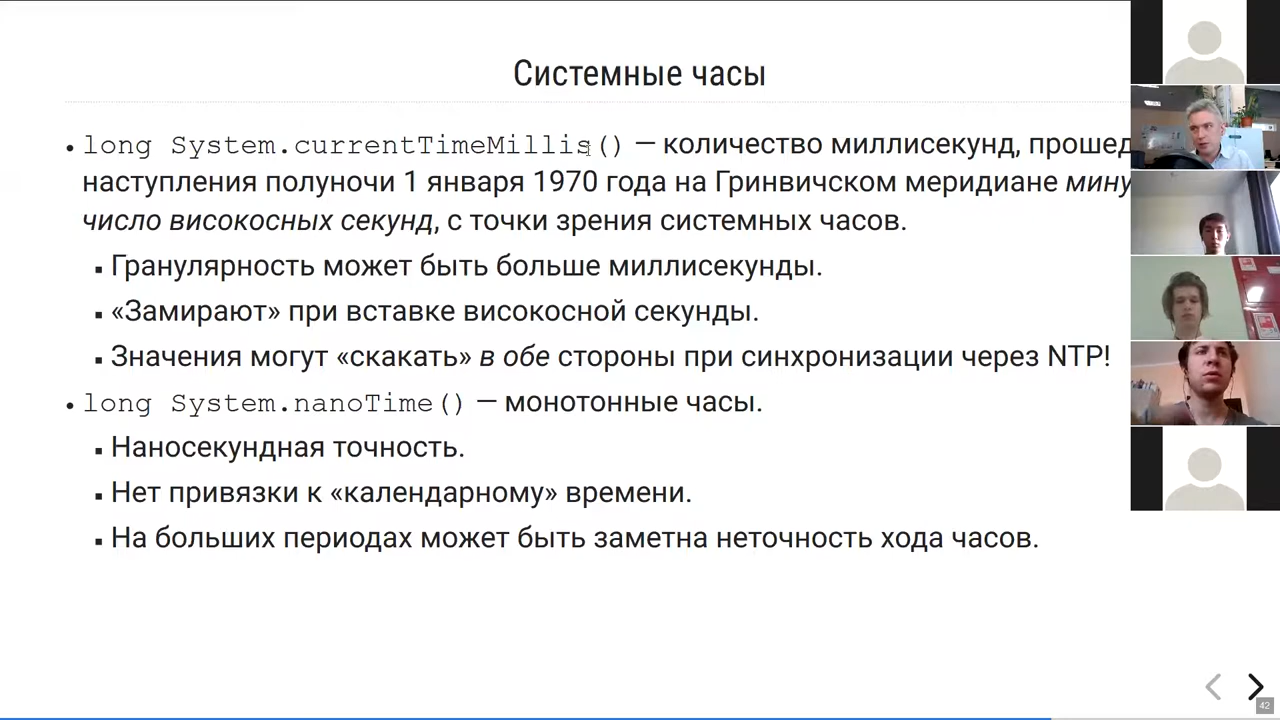 Системные часы
• long System.currentTimeMillis() — количество миллисекунд, прошед
наступления полуночи 1 января 1970 года на Гринвичском меридиане мину
число високосных секунд, с точки зрения системных часов.
▪ Гранулярность может быть больше миллисекунды.
▪ «Замирают» при вставке високосной секунды.
▪ Значения могут «скакать» в обе стороны при синхронизации через NTP!
• long System.nanoTime() — монотонные часы.
▪ Наносекундная точность.
▪ Нет привязки к «календарному» времени.
▪ На больших периодах может быть заметна неточность хода часов.
42